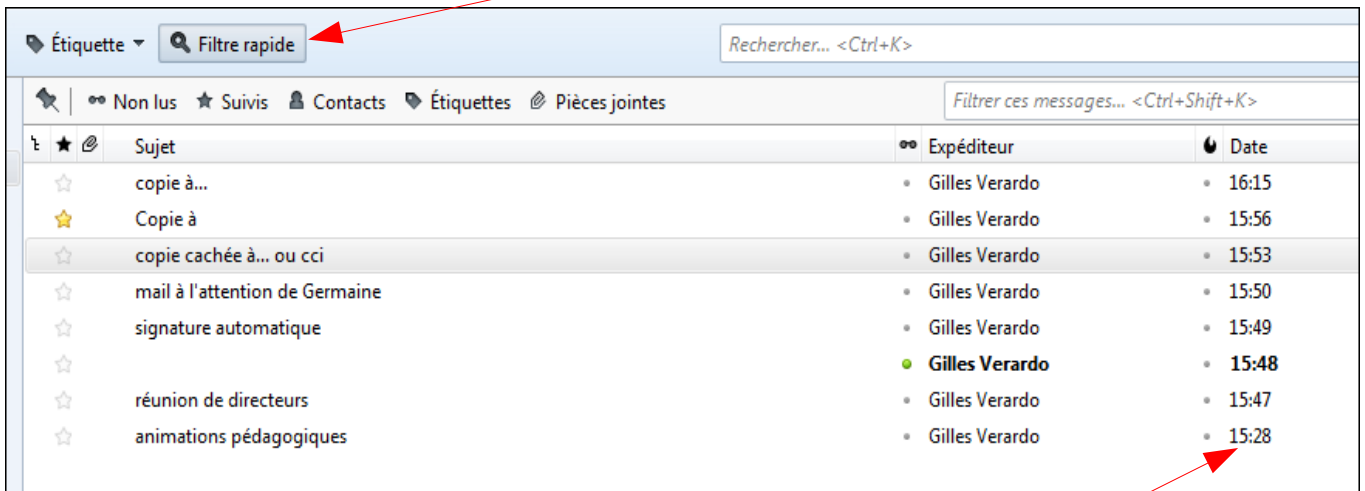 Étiquette Filtre rapide Rechercher... <Ctrl+K>
Non lus Suivis Contacts Étiquettes Pièces jointes Filtrer ces messages... <Ctrl+Shift+K>
Sujet Expéditeur Date
copie à... Gilles Verardo 16:15
Copie à Gilles Verardo 15:56
copie cachée à... ou cci Gilles Verardo 15:53
mail à l'attention de Germaine Gilles Verardo 15:50
signature automatique Gilles Verardo 15:49
Gilles Verardo 15:48
réunion de directeurs Gilles Verardo 15:47
animations pédagogiques Gilles Verardo 15:28